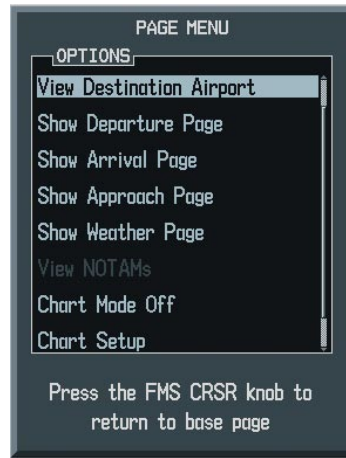 PAGE MENU
OPTIONS
View Destination Airport
Show Departure Page
Show Arrival Page
Show Approach Page
Show Weather Page
View NOTAMs
Chart Mode Off
Chart Setup
Press the FMS CRSR knob to
return to base page